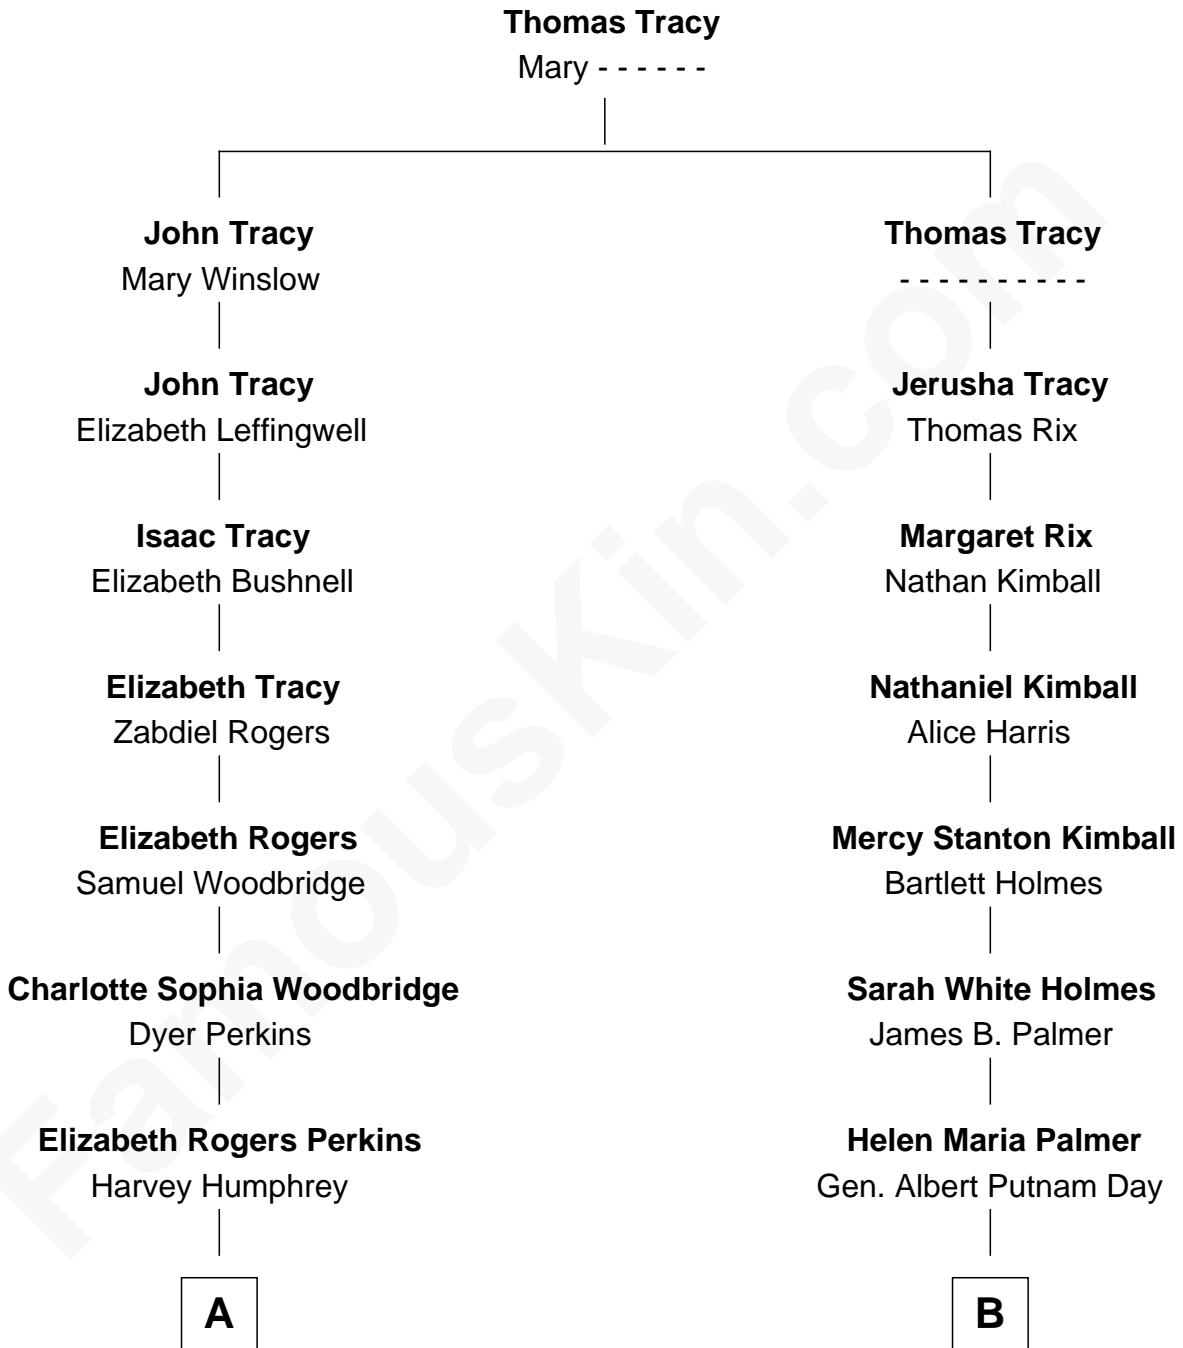 Thomas Tracy
Mary - - - - - -
John Tracy
Mary Winslow
Thomas Tracy
- - - - - - - - - -
John Tracy
Elizabeth Leffingwell
Jerusha Tracy
Thomas Rix
Isaac Tracy
Elizabeth Bushnell
Margaret Rix
Nathan Kimball
Elizabeth Tracy
Zabdiel Rogers
Nathaniel Kimball
Alice Harris
Elizabeth Rogers
Samuel Woodbridge
Mercy Stanton Kimball
Bartlett Holmes
Charlotte Sophia Woodbridge
Dyer Perkins
Sarah White Holmes
James B. Palmer
Elizabeth Rogers Perkins
Harvey Humphrey
Helen Maria Palmer
Gen. Albert Putnam Day
A
B
FamousKin.com